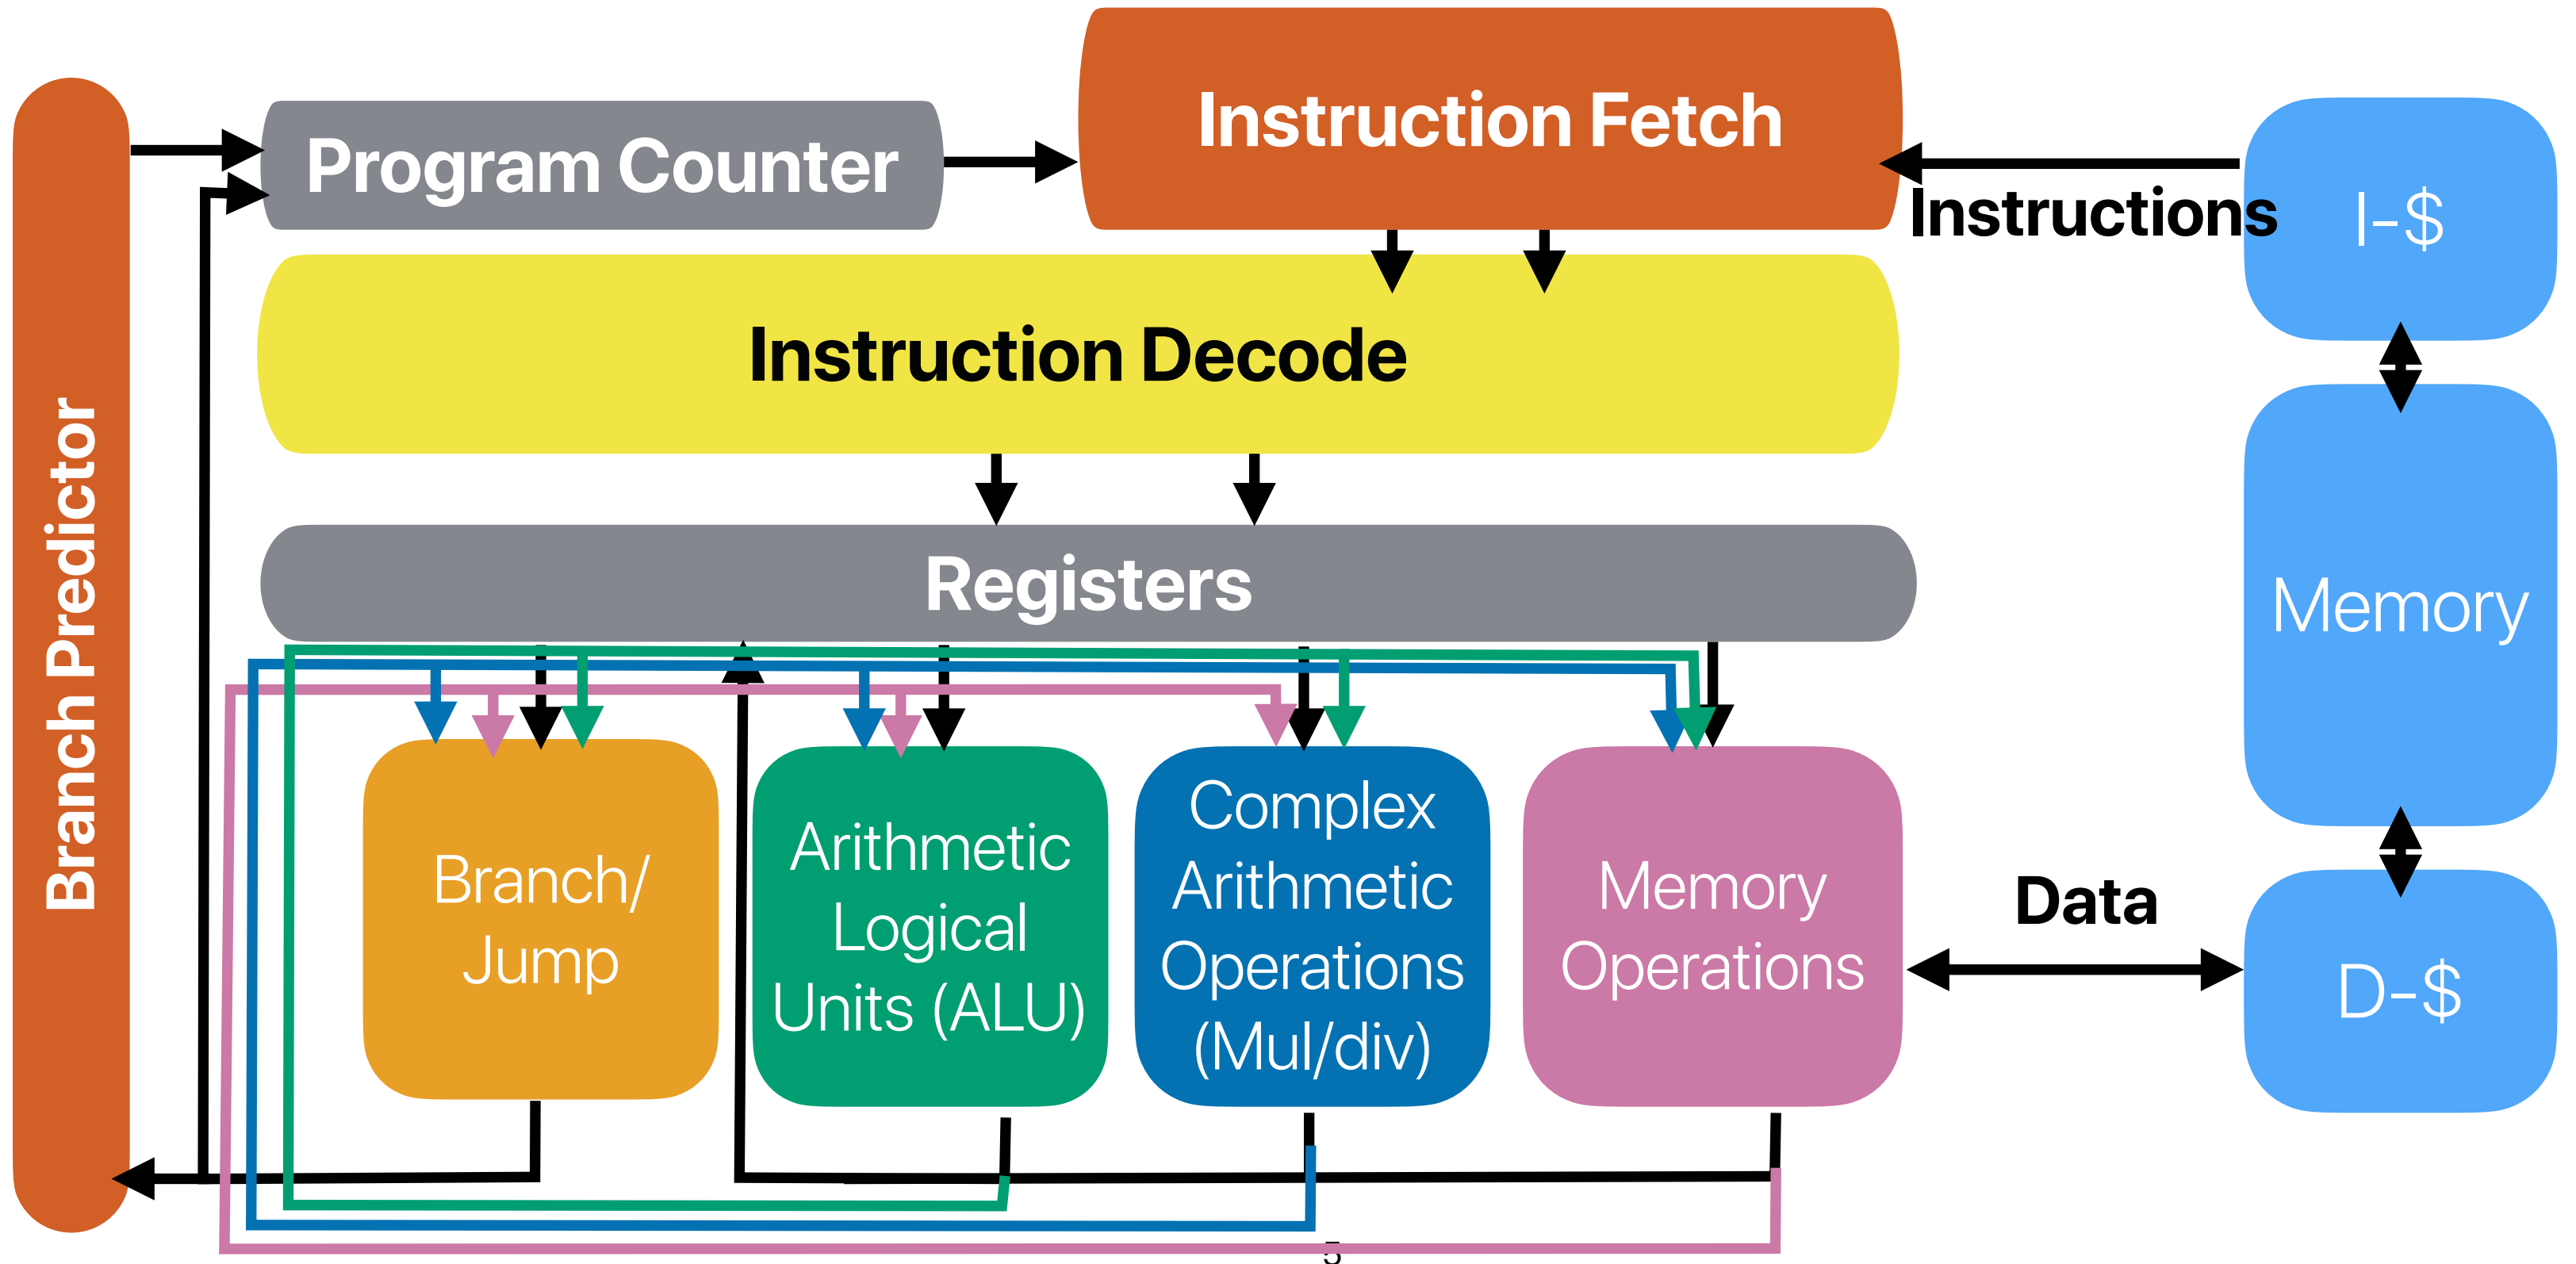 Instruction Fetch
Program Counter
Instructions
I-$
Instruction Decode
Branch Predictor
Registers
Memory
Branch/
Jump
Arithmetic
Logical
Units (ALU)
Complex
Arithmetic
Operations
(Mul/div)
Memory
Operations
Data
D-$
5